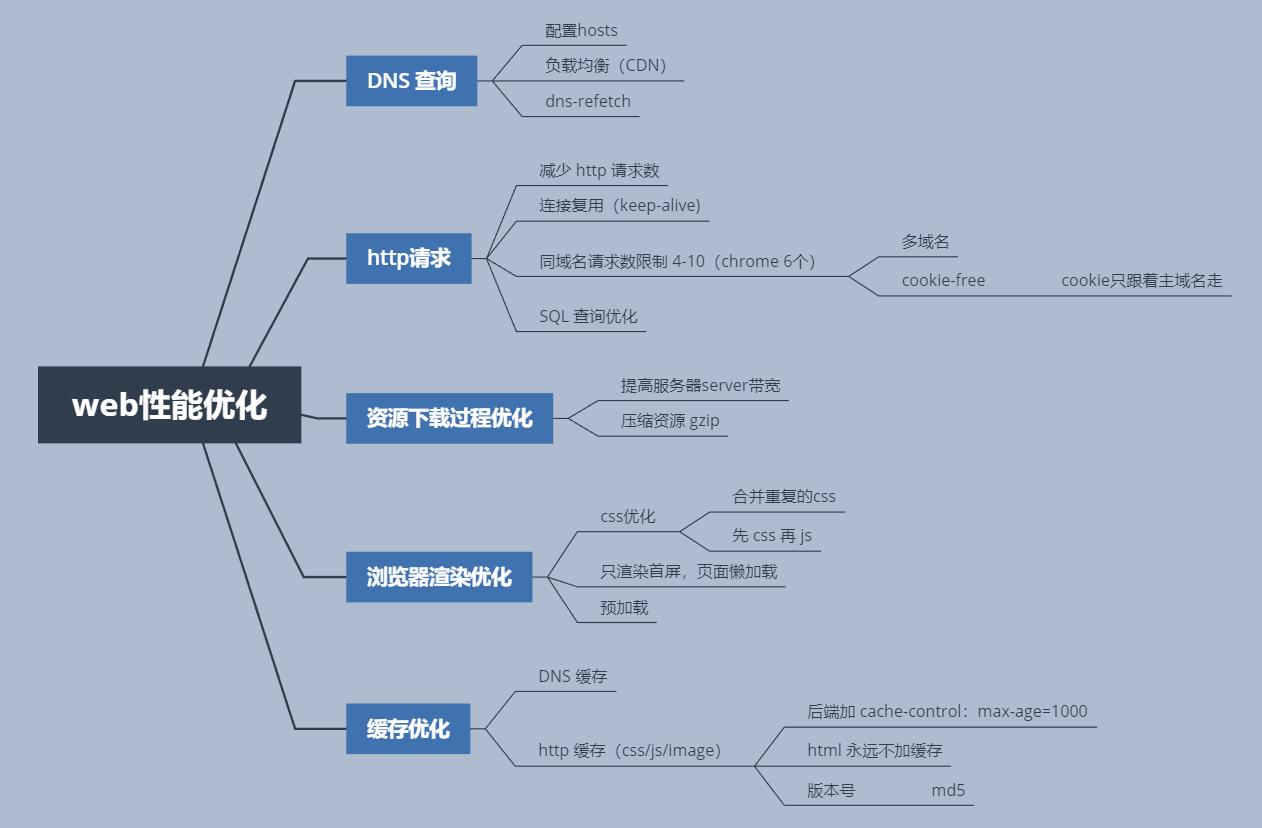 web性能优化
DNS 查询
配置hosts
负载均衡（CDN）
dns-refetch
http请求
减少 http 请求数
连接复用（keep-alive)
同域名请求数限制 4-10（chrome 6个）
多域名
cookie-free
cookie只跟着主域名走
SQL 查询优化
资源下载过程优化
提高服务器server带宽
压缩资源 gzip
浏览器渲染优化
css优化
合并重复的css
先 css 再 js
只渲染首屏，页面懒加载
预加载
缓存优化
DNS 缓存
http 缓存（css/js/image）
后端加 cache-control：max-age=1000
html 永远不加缓存
版本号
md5